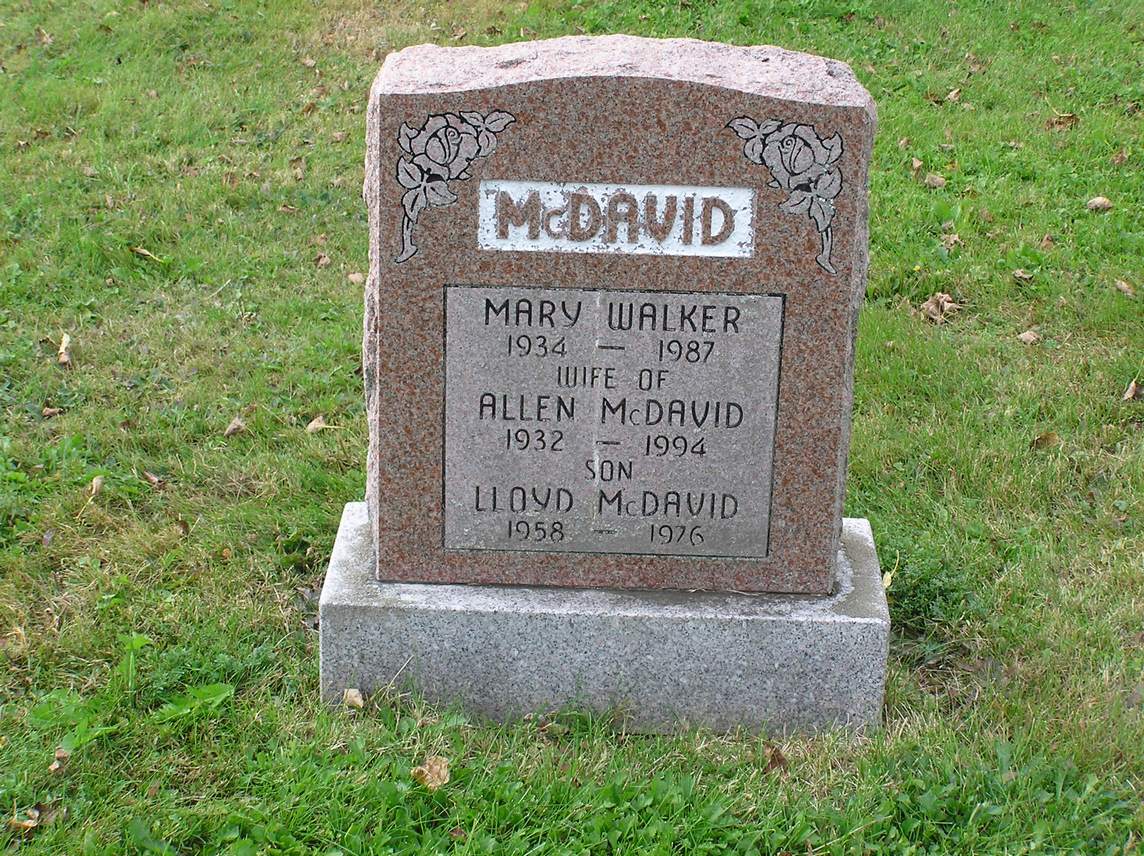 McDAVID
MARY WALKER
1934 — 1987
WIFE OF
ALLEN McDAVID
1932 — 1994
SON
LLOYD McDAVID
1958 — 1976